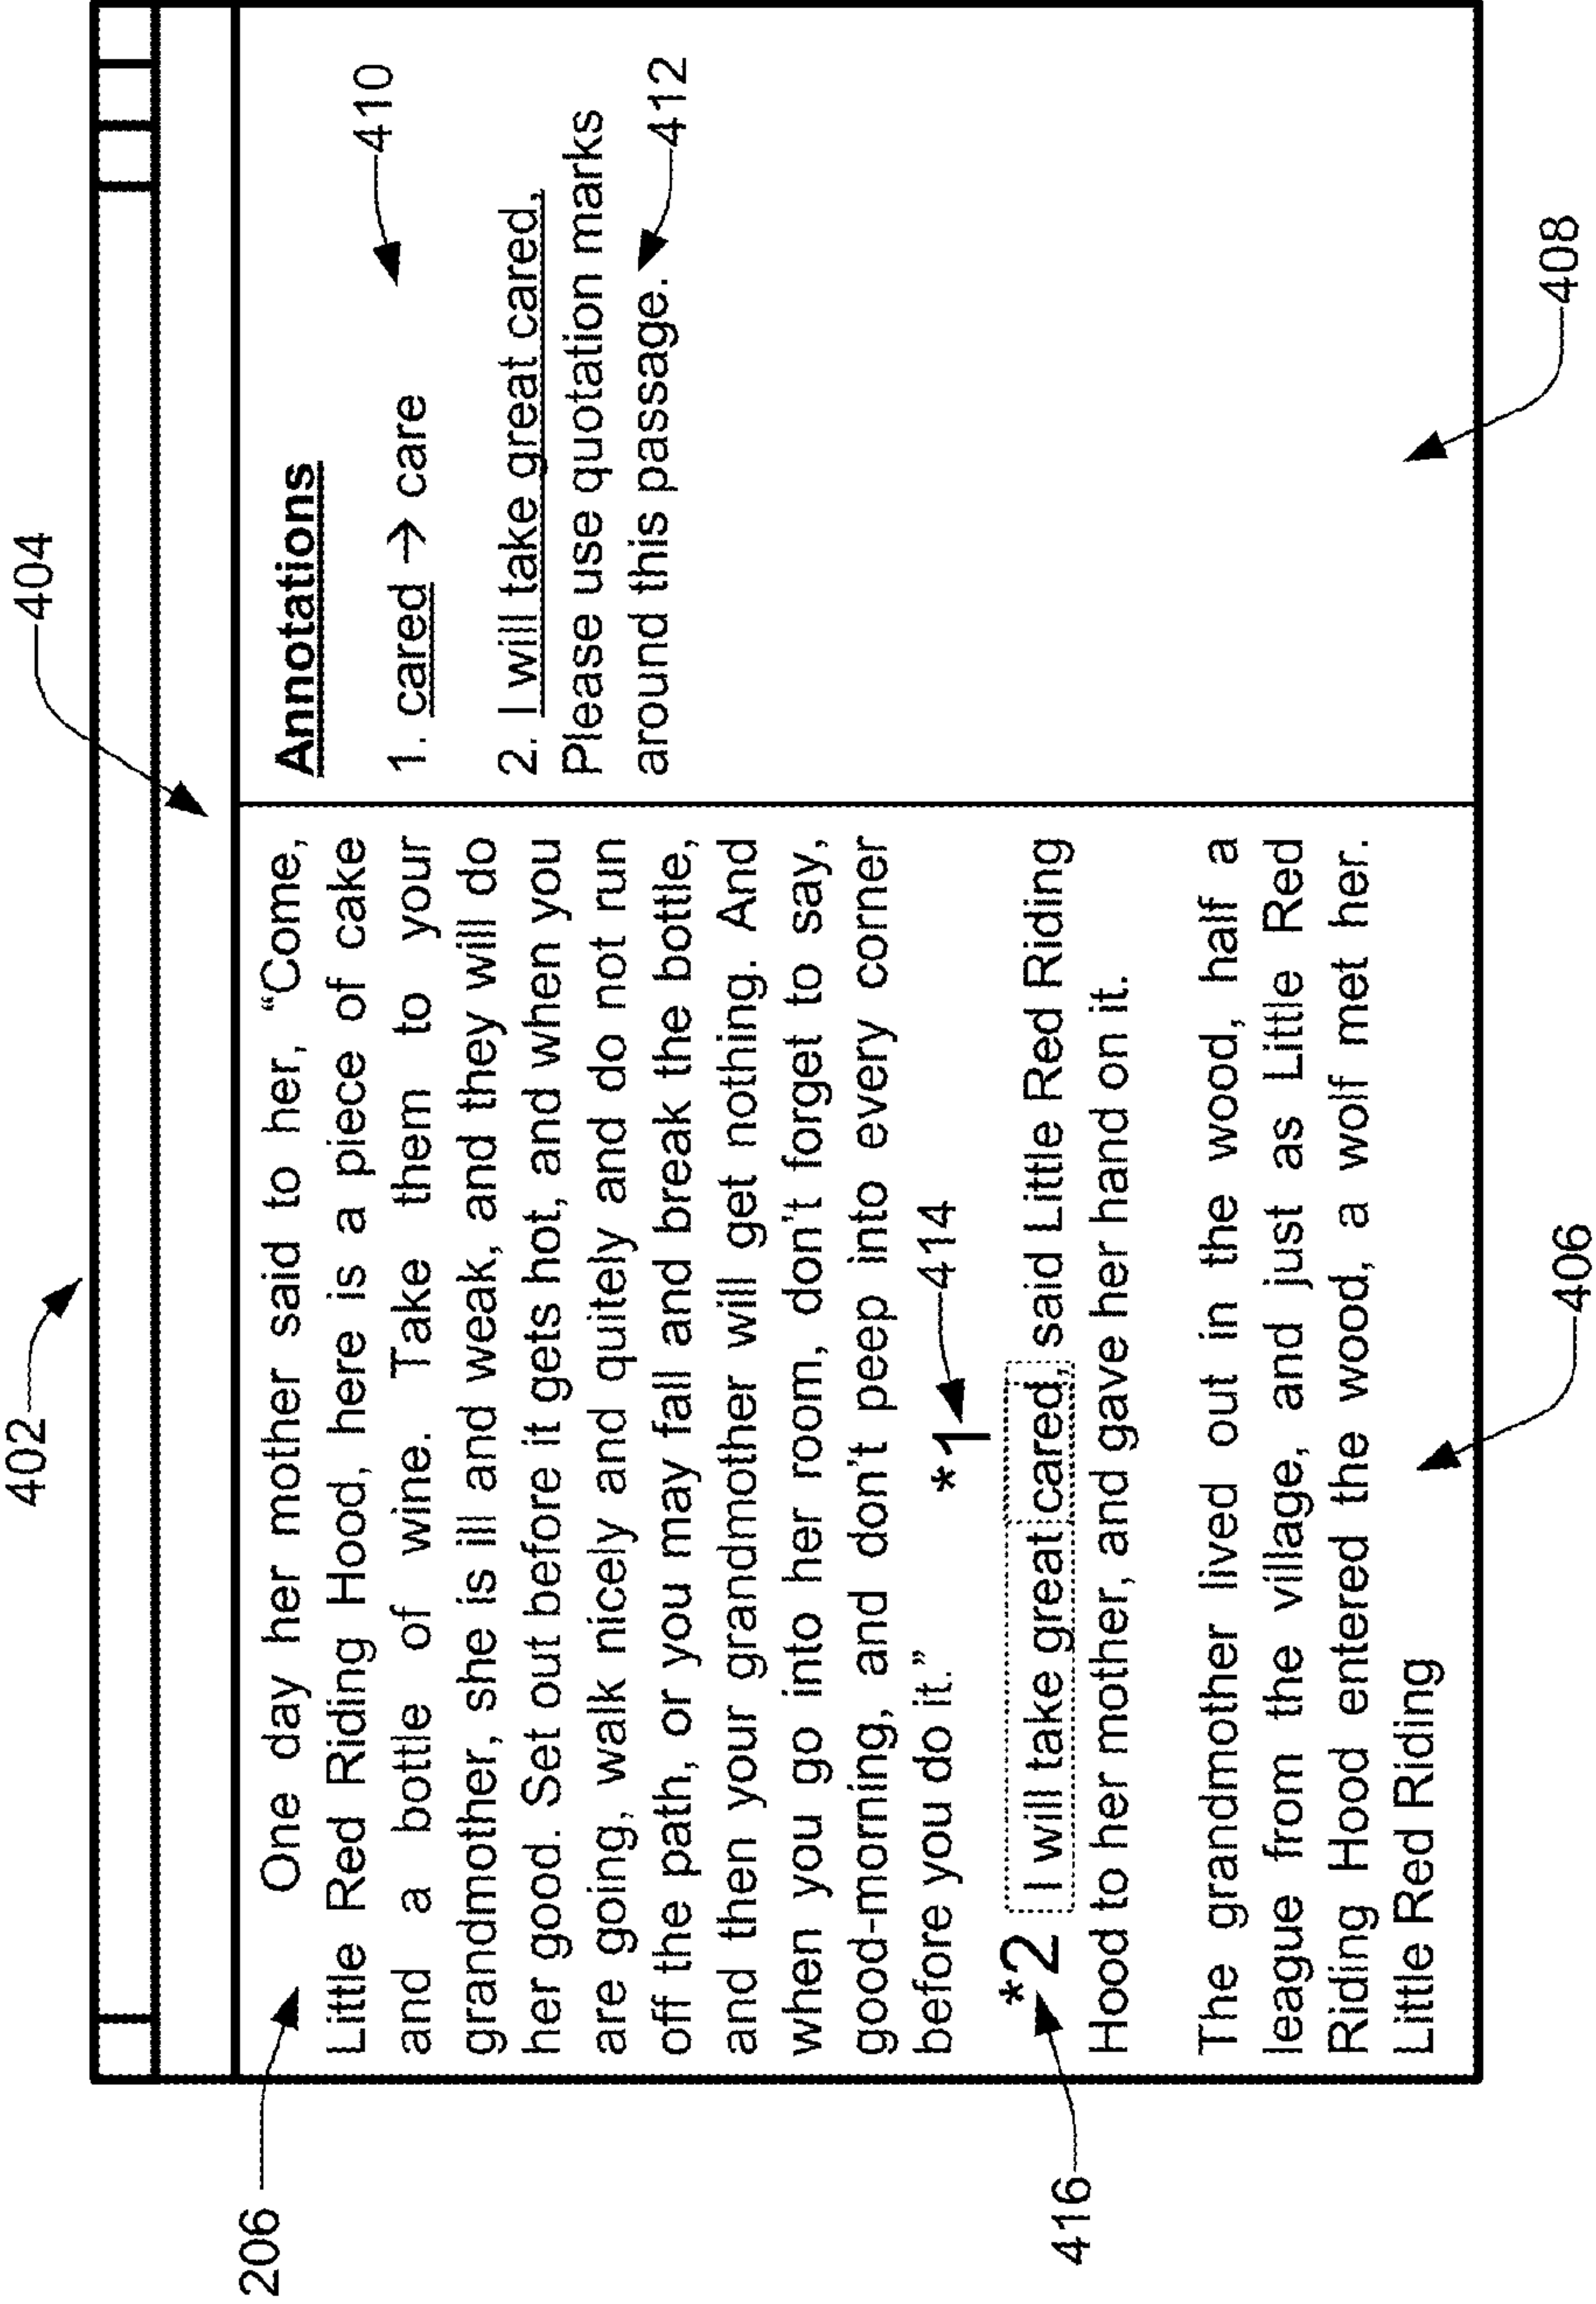 402
404
206
One day her mother said to her, “Come,
Little Red Riding Hood, here is a piece of cake
and a bottle of wine. Take them to your
grandmother, she is ill and weak, and they will do
her good. Set out before it gets hot, and when you
are going, walk nicely and quitely and do not run
off the path, or you may fall and break the bottle,
and then your grandmother will get nothing. And
when you go into her room, don't forget to say,
good-morning, and don't peep into every corner
before you do it.”
*1
414
416
*2 I will take great cared, said Little Red Riding
Hood to her mother, and gave her hand on it.
The grandmother lived out in the wood, half a
league from the village, and just as Little Red
Riding Hood entered the wood, a wolf met her.
Little Red Riding
406
Annotations
410
1. cared → care
2. I will take great cared,
Please use quotation marks
around this passage.
412
408